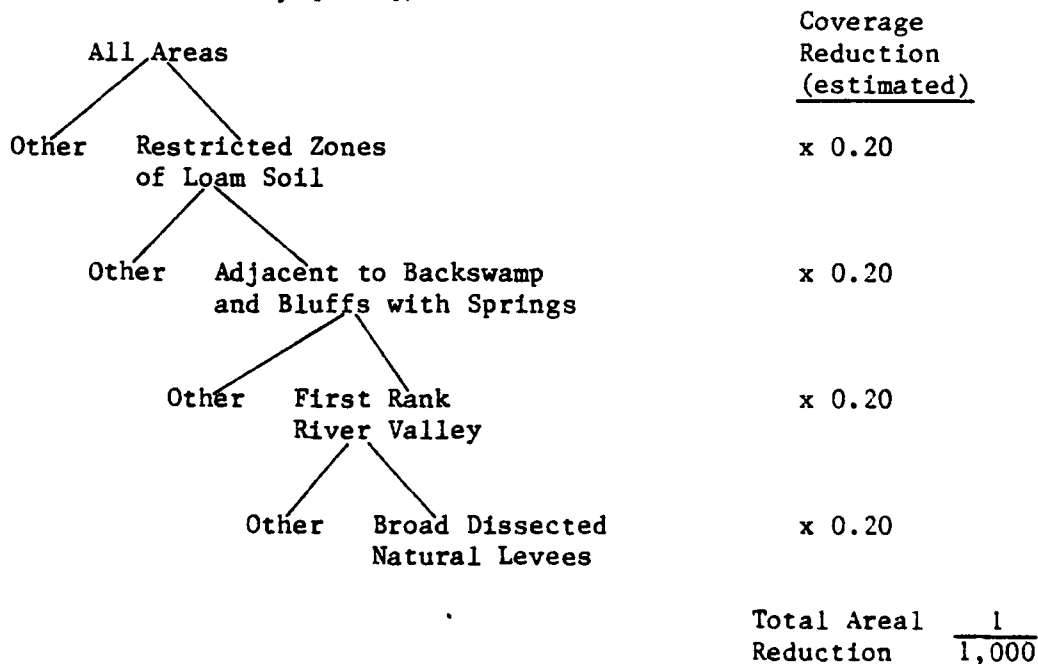 Coverage
Reduction
(estimated)
All Areas
Other Restricted Zones
of Loam Soil
x 0.20
Other Adjacent to Backswamp
and Bluffs with Springs
x 0.20
Other First Rank
River Valley
x 0.20
Other Broad Dissected
Natural Levees
x 0.20
Total Areal 1
Reduction 1,000